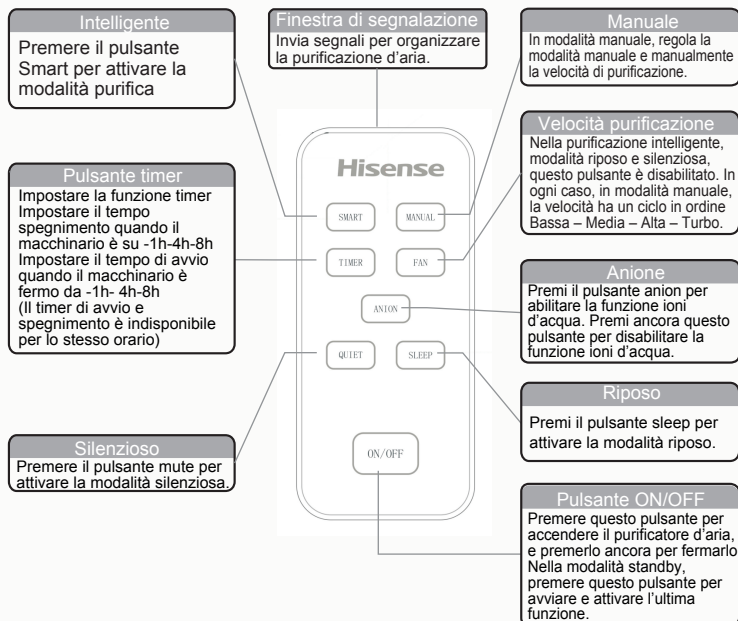 Intelligente
Premere il pulsante
Smart per attivare la
modalità purifica
Finestra di segnalazione
Invia segnali per organizzare
la purificazione d'aria.
Manuale
In modalità manuale, regola la
modalità manuale e manualmente
la velocità di purificazione.
Velocità purificazione
Nella purificazione intelligente,
modalità riposo e silenziosa,
questo pulsante è disabilitato. In
ogni caso, in modalità manuale,
la velocità ha un ciclo in ordine
Bassa – Media – Alta – Turbo.
Pulsante timer
Impostare la funzione timer
Impostare il tempo
spegnimento quando il
macchinario è su -1h-4h-8h
Impostare il tempo di avvio
quando il macchinario è
fermo da -1h- 4h-8h
(Il timer di avvio e
spegnimento è indisponibile
per lo stesso orario)
Hisense
SMART
MANUAL
TIMER
FAN
ANION
QUIET
SLEEP
ON/OFF
Anione
Premi il pulsante anion per
abilitare la funzione ioni
d'acqua. Premi ancora questo
pulsante per disabilitare la
funzione ioni d'acqua.
Riposo
Premi il pulsante sleep per
attivare la modalità riposo.
Silenzioso
Premere il pulsante mute per
attivare la modalità silenziosa.
Pulsante ON/OFF
Premere questo pulsante per
accendere il purificatore d'aria,
e premerlo ancora per fermarlo
Nella modalità standby,
premere questo pulsante per
avviare e attivare l'ultima
funzione.